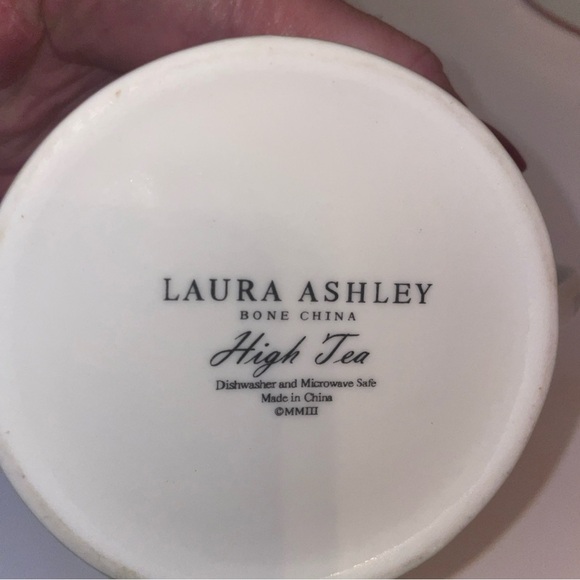 LAURA ASHLEY
BONE CHINA
High Tea
Dishwasher and Microwave Safe
Made in China
©MMIII